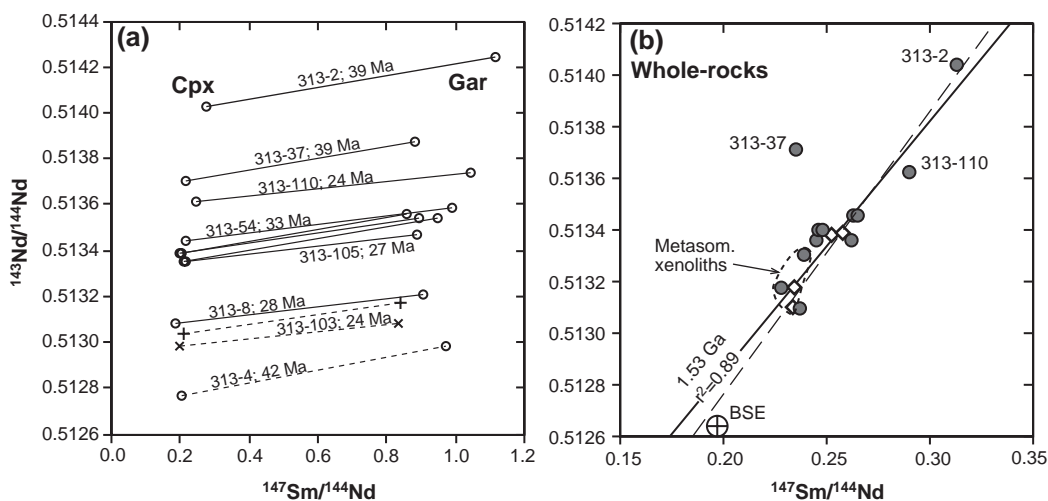 (a)
Cpx
Gar
313-2; 39 Ma
313-37; 39 Ma
313-110; 24 Ma
313-54; 33 Ma
313-105; 27 Ma
313-8; 28 Ma
313-103; 24 Ma
313-4; 42 Ma
0.5144
0.5142
0.5140
0.5138
0.5136
0.5134
0.5132
0.5130
0.5128
0.5126
143Nd/144Nd
0.0 0.2 0.4 0.6 0.8 1.0 1.2
147Sm/144Nd
(b)
Whole-rocks
313-2
313-37
313-110
Metasom.
xenoliths
1.53 Ga
r2=0.89
BSE
0.5142
0.5140
0.5138
0.5136
0.5134
0.5132
0.5130
0.5128
0.5126
0.15 0.20 0.25 0.30 0.35
147Sm/144Nd